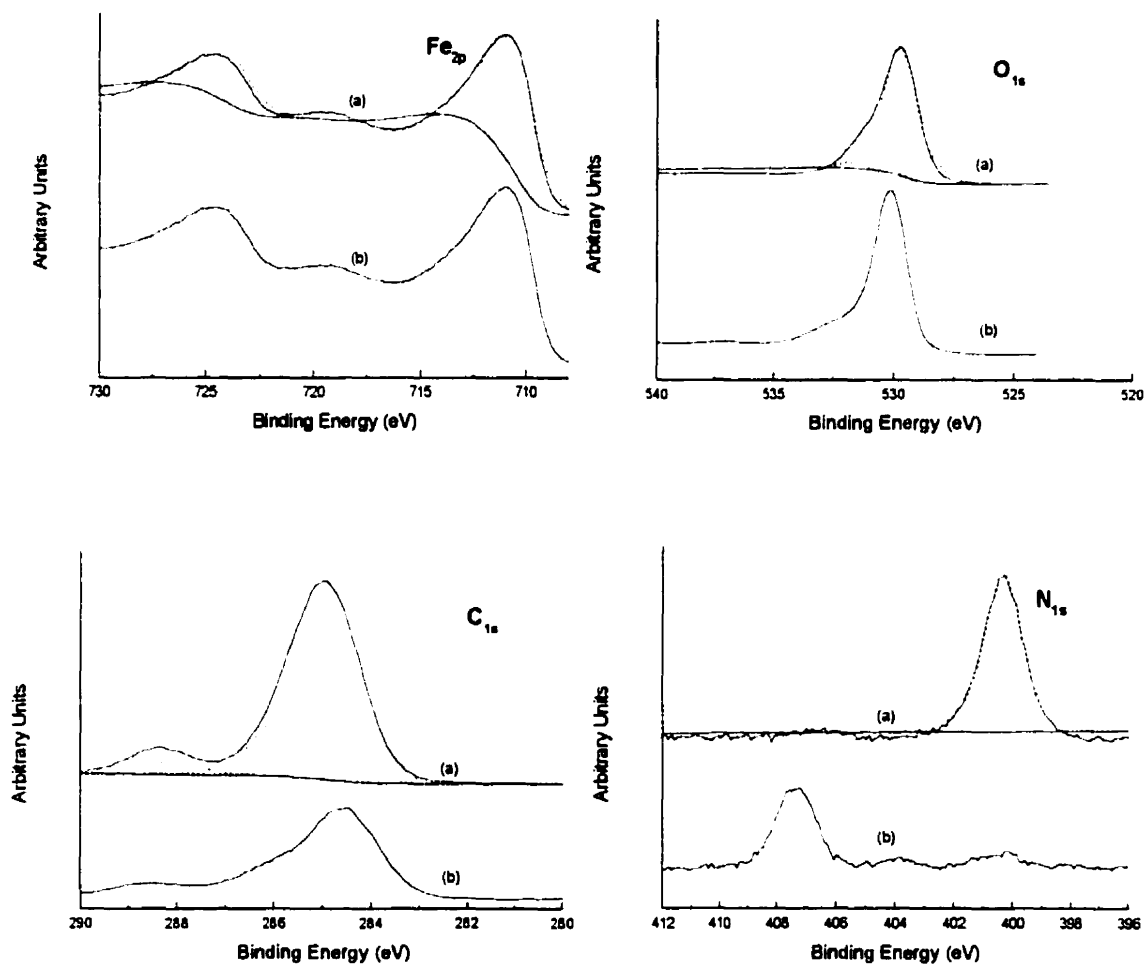 Fe2p
(a)
(b)
Arbitrary Units
730 725 720 715 710
Binding Energy (eV)
O1s
(a)
(b)
Arbitrary Units
540 535 530 525 520
Binding Energy (eV)
C1s
(a)
(b)
Arbitrary Units
290 288 286 284 280 280
Binding Energy (eV)
N1s
(a)
(b)
Arbitrary Units
412 410 408 406 404 402 400 398 396
Binding Energy (eV)